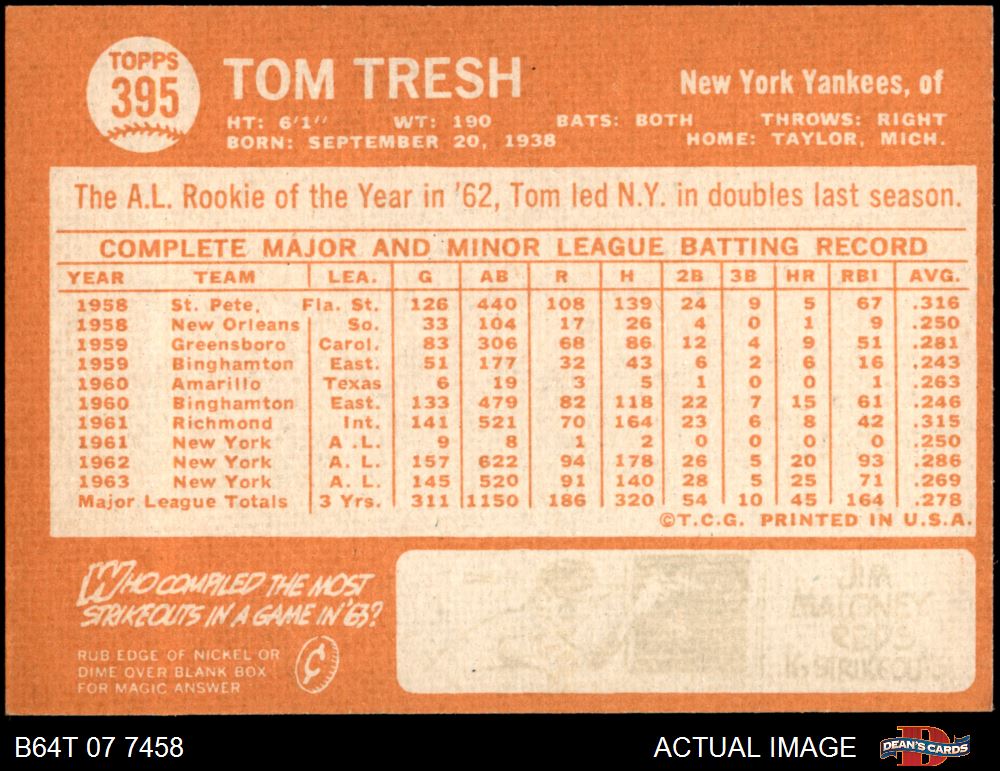 TOPPS
395
TOM TRESH
New York Yankees, of
HT: 6'1" WT: 190 BATS: BOTH THROWS: RIGHT
BORN: SEPTEMBER 20, 1938 HOME: TAYLOR, MICH.
The A.L. Rookie of the Year in '62, Tom led N.Y. in doubles last season.
COMPLETE MAJOR AND MINOR LEAGUE BATTING RECORD
YEAR TEAM LEA. G AB R H 2B 3B HR RBI AVG.
1958 St. Pete, Fla. St. 126 440 108 139 24 9 5 67 .316
1958 New Orleans So. 33 104 17 26 4 0 1 9 .250
1959 Greensboro Carol. 83 306 68 86 12 4 9 51 .281
1959 Binghamton East. 51 177 32 43 6 2 6 16 .243
1960 Amarillo Texas 6 19 3 5 1 0 0 1 .263
1960 Binghamton East. 133 479 82 118 22 7 15 61 .246
1961 Richmond Int. 141 521 70 164 23 6 8 42 .315
1961 New York A.L. 9 8 1 2 0 0 0 0 .250
1962 New York A. L. 157 622 94 178 26 5 20 93 .286
1963 New York A. L. 145 520 91 140 28 5 25 71 .269
Major League Totals 3 Yrs. 311 1150 186 320 54 10 45 164 .278
©T.C.G. PRINTED IN U.S.A.
WHO COMPILED THE MOST
STRIKEOUTS IN A GAME IN '63?
RUB EDGE OF NICKEL OR
DIME OVER BLANK BOX
FOR MAGIC ANSWER
¢
MALONEY
REDS
STRIKEOUTS
B64T 07 7458
ACTUAL IMAGE
DEAN'S CARDS